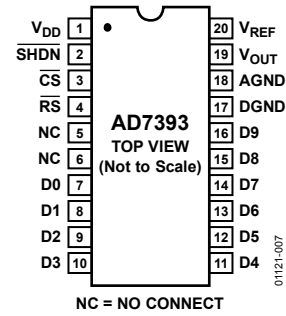 VDD 1
SHDN 2
CS 3
RS 4
NC 5
NC 6
D0 7
D1 8
D2 9
D3 10
AD7393
TOP VIEW
(Not to Scale)
20 VREF
19 VOUT
18 AGND
17 DGND
16 D9
15 D8
14 D7
13 D6
12 D5
11 D4
01121-007
NC = NO CONNECT